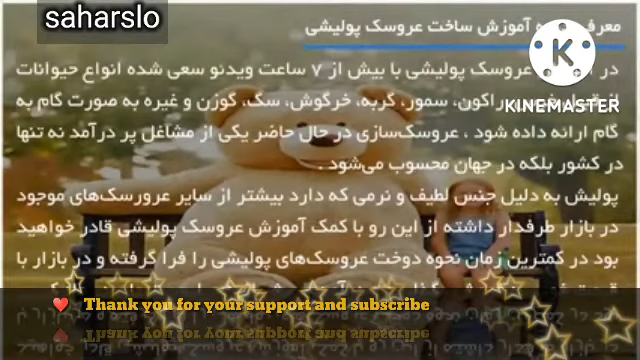 saharslo
معرفی آموزش ساخت عروسک پولیشی
در عروسک پولیشی با بیش از ۷ ساعت ویدئو سعی شده انواع حیوانات
راکون، سمور، گربه، خرگوش، سگ، گوزن و غیره به صورت گام به
گام ارائه داده شود ، عروسک‌سازی در حال حاضر یکی از مشاغل پر درآمد نه تنها
در کشور بلکه در جهان محسوب می‌شود .
پولیش به دلیل جنس لطیف و نرمی که دارد بیشتر از سایر عرورسک‌های موجود
در بازار طرفدار داشته از این رو با کمک آموزش عروسک پولیشی قادر خواهید
بود در کمترین زمان نحوه دوخت عروسک‌های پولیشی را فرا گرفته و در بازار با
K
KINEMASTER
Thank you for your support and subscribe